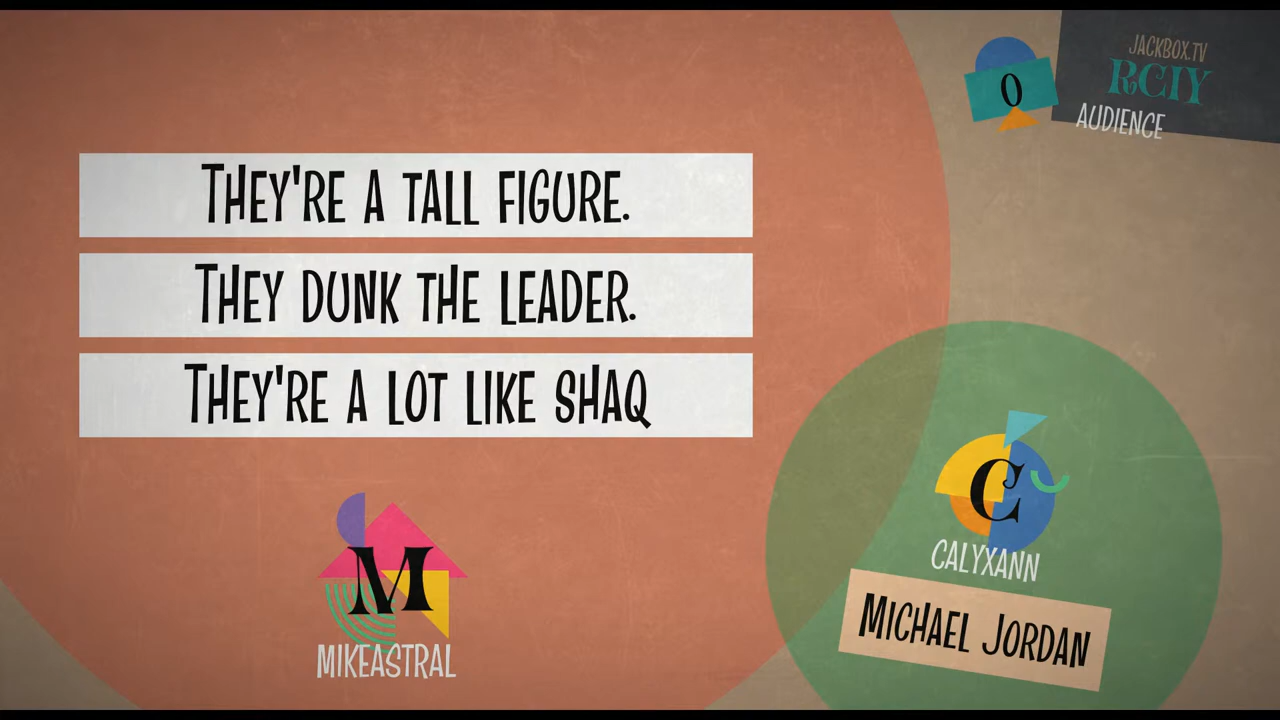 JACKBOX.TV
RCIY
0
AUDIENCE
THEY'RE A TALL FIGURE.
THEY DUNK THE LEADER.
THEY'RE A LOT LIKE SHAQ
M
MIKEASTRAL
C
CALYXANN
MICHAEL JORDAN